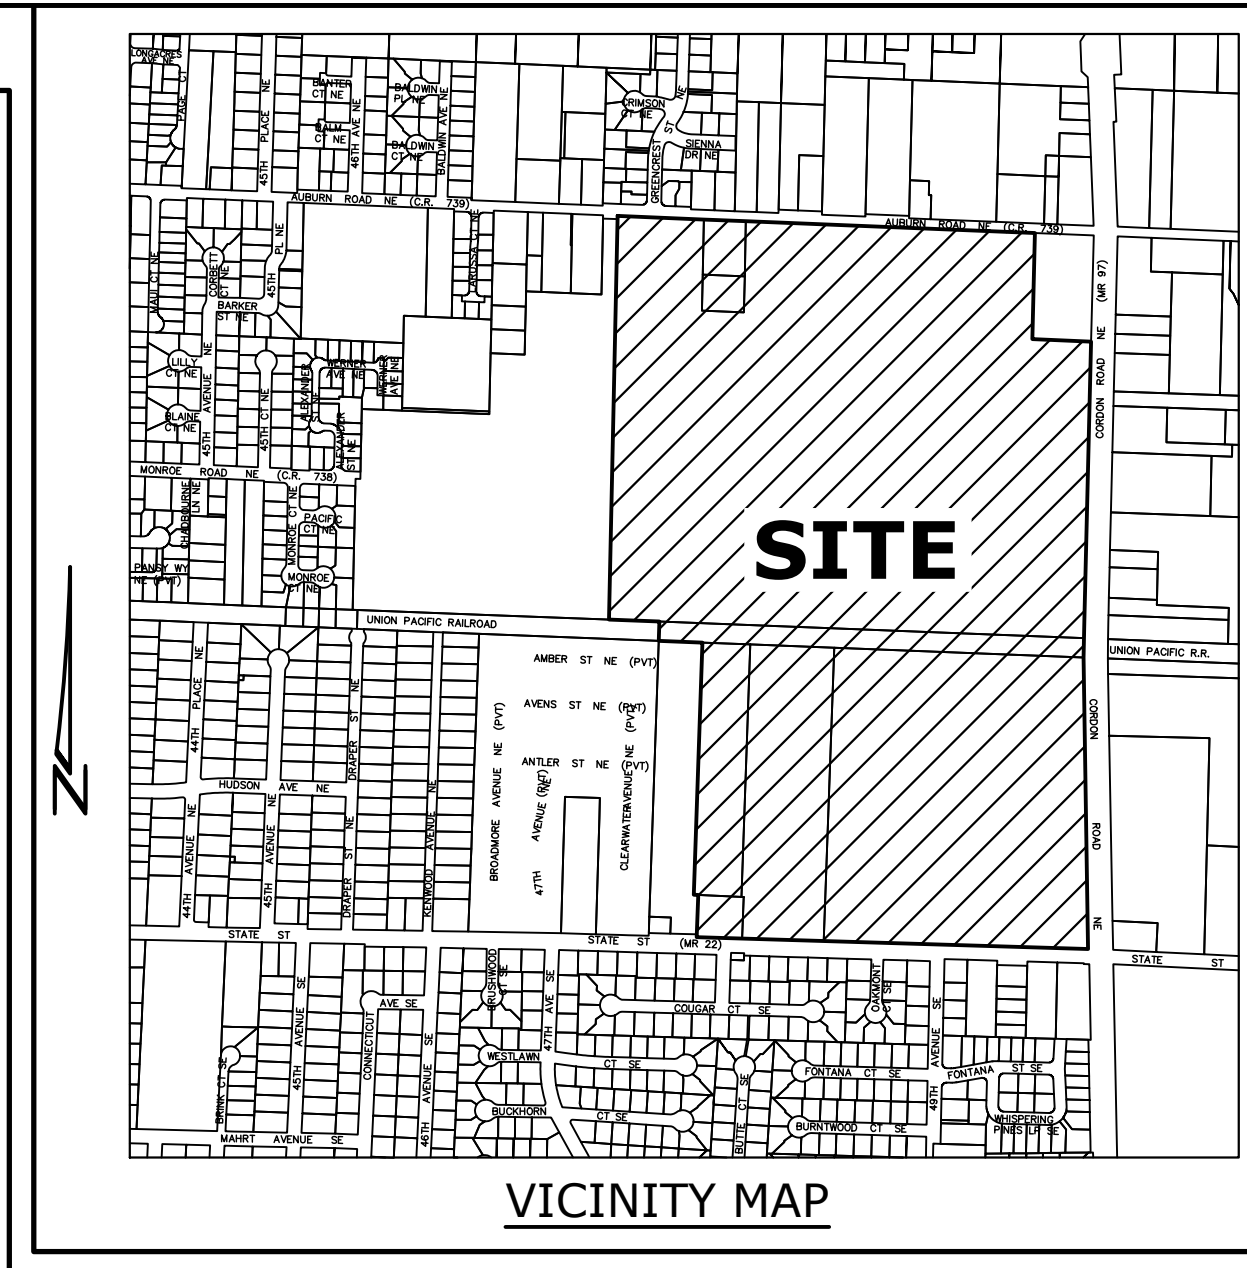 LONGACRES
AVE NE
PAGE CT
45TH PLACE NE
BANTER
CT NE
BALM
CT NE
46TH AVE NE
BALDWIN
PL NE
BALDWIN
CT NE
BALDWIN AVE NE
CRIMSON
CT NE
GREENCREST ST NE
SIENNA
DR NE
AUBURN ROAD NE (C.R. 739)
AUBURN ROAD NE (C.R. 739)
MAUI CT NE
CORBETT
CT NE
45TH PL NE
LAROSSA CT NE
BARKER
ST NE
CORDON ROAD NE (MR 97)
LILLY
CT NE
BLAINE
CT NE
45TH AVENUE NE
45TH CT NE
ALEXANDER
ST NE
WERNER
AVE NE
WERNER
AVE NE
ALEXANDER
ST NE
MONROE ROAD NE (C.R. 738)
CHADBOURNE
LN NE
MONROE CT NE
PACIFIC
CT NE
PANSY WY
NE (PVT)
MONROE
CT NE
SITE
UNION PACIFIC RAILROAD
UNION PACIFIC R.R.
AMBER ST NE (PVT)
AVENS ST NE (PVT)
ANTLER ST NE (PVT)
44TH PLACE NE
DRAPER ST NE
BROADMORE AVENUE NE (PVT)
47TH AVENUE NE (PVT)
CLEARWATER AVENUE NE (PVT)
CORDON ROAD NE
HUDSON AVE NE
44TH AVENUE NE
45TH AVENUE NE
DRAPER ST NE
KENWOOD AVENUE NE
N
STATE ST
STATE ST (MR 22)
STATE ST
45TH AVENUE SE
CONNECTICUT
AVE SE
46TH AVENUE SE
BRUSHWOOD
CT SE
47TH AVE SE
COUGAR CT SE
OAKMONT
CT SE
49TH AVENUE SE
BRINK CT SE
WESTLAWN CT SE
BUTTE CT SE
FONTANA CT SE
FONTANA ST SE
BUCKHORN CT SE
BURNTWOOD CT SE
WHISPERING
PINES LP SE
MAHRT AVENUE SE
VICINITY MAP